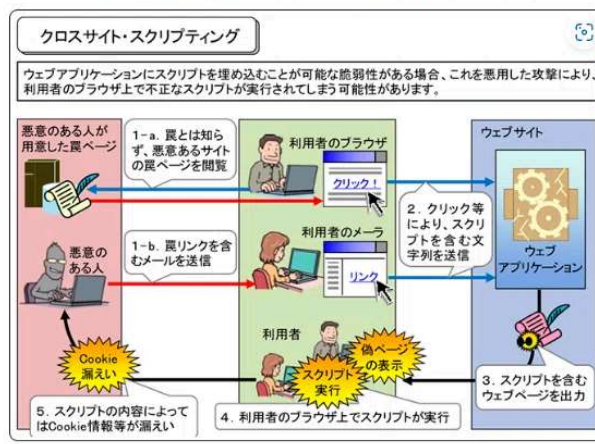 クロスサイト・スクリプティング
ウェブアプリケーションにスクリプトを埋め込むことが可能な脆弱性がある場合、これを悪用した攻撃により、
利用者のブラウザ上で不正なスクリプトが実行されてしまう可能性があります。
悪意のある人が
用意した罠ページ
1-a. 罠とは知ら
ず、悪意あるサイト
の罠ページを閲覧
利用者のブラウザ
クリック！
ウェブサイト
2. クリック等
により、スクリ
プトを含む文
字列を送信
ウェブ
アプリケーション
悪意の
ある人
1-b. 罠リンクを含
むメールを送信
利用者のメーラ
リンク
利用者
偽ページ
の表示
スクリプト
実行
Cookie
漏えい
3. スクリプトを含む
ウェブページを出力
4. 利用者のブラウザ上でスクリプトが実行
5. スクリプトの内容によって
はCookie情報等が漏えい